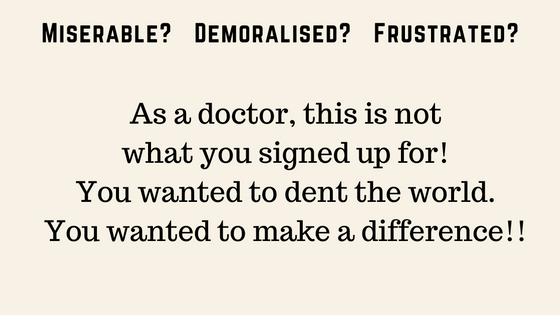 Miserable? Demoralised? Frustrated?
As a doctor, this is not
what you signed up for!
You wanted to dent the world.
You wanted to make a difference!!